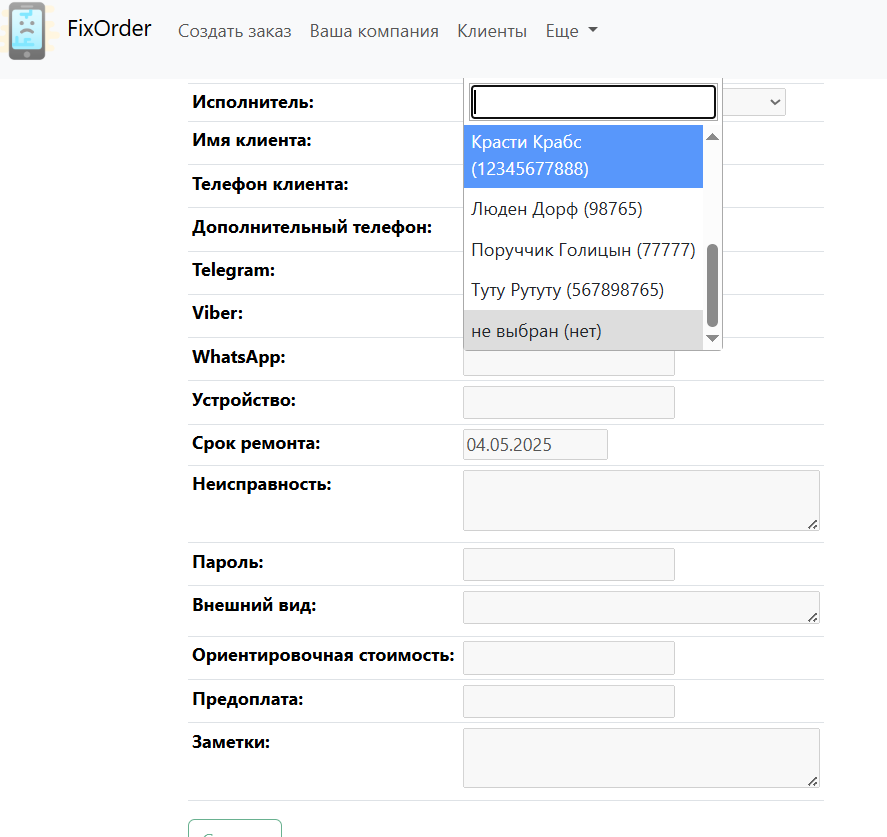 FixOrder Создать заказ Ваша компания Клиенты Еще
Исполнитель:
Красти Крабс
(12345677888)
Люден Дорф (98765)
Поруччик Голицын (77777)
Туту Рутуту (567898765)
не выбран (нет)
Имя клиента:
Телефон клиента:
Дополнительный телефон:
Telegram:
Viber:
WhatsApp:
Устройство:
Срок ремонта: 04.05.2025
Неисправность:
Пароль:
Внешний вид:
Ориентировочная стоимость:
Предоплата:
Заметки: